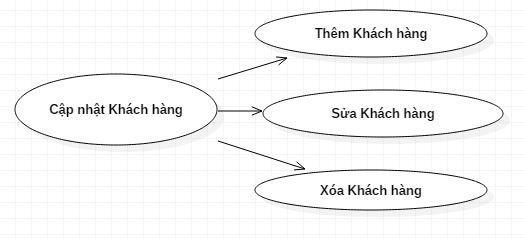 Thêm Khách hàng
Cập nhật Khách hàng
Sửa Khách hàng
Xóa Khách hàng